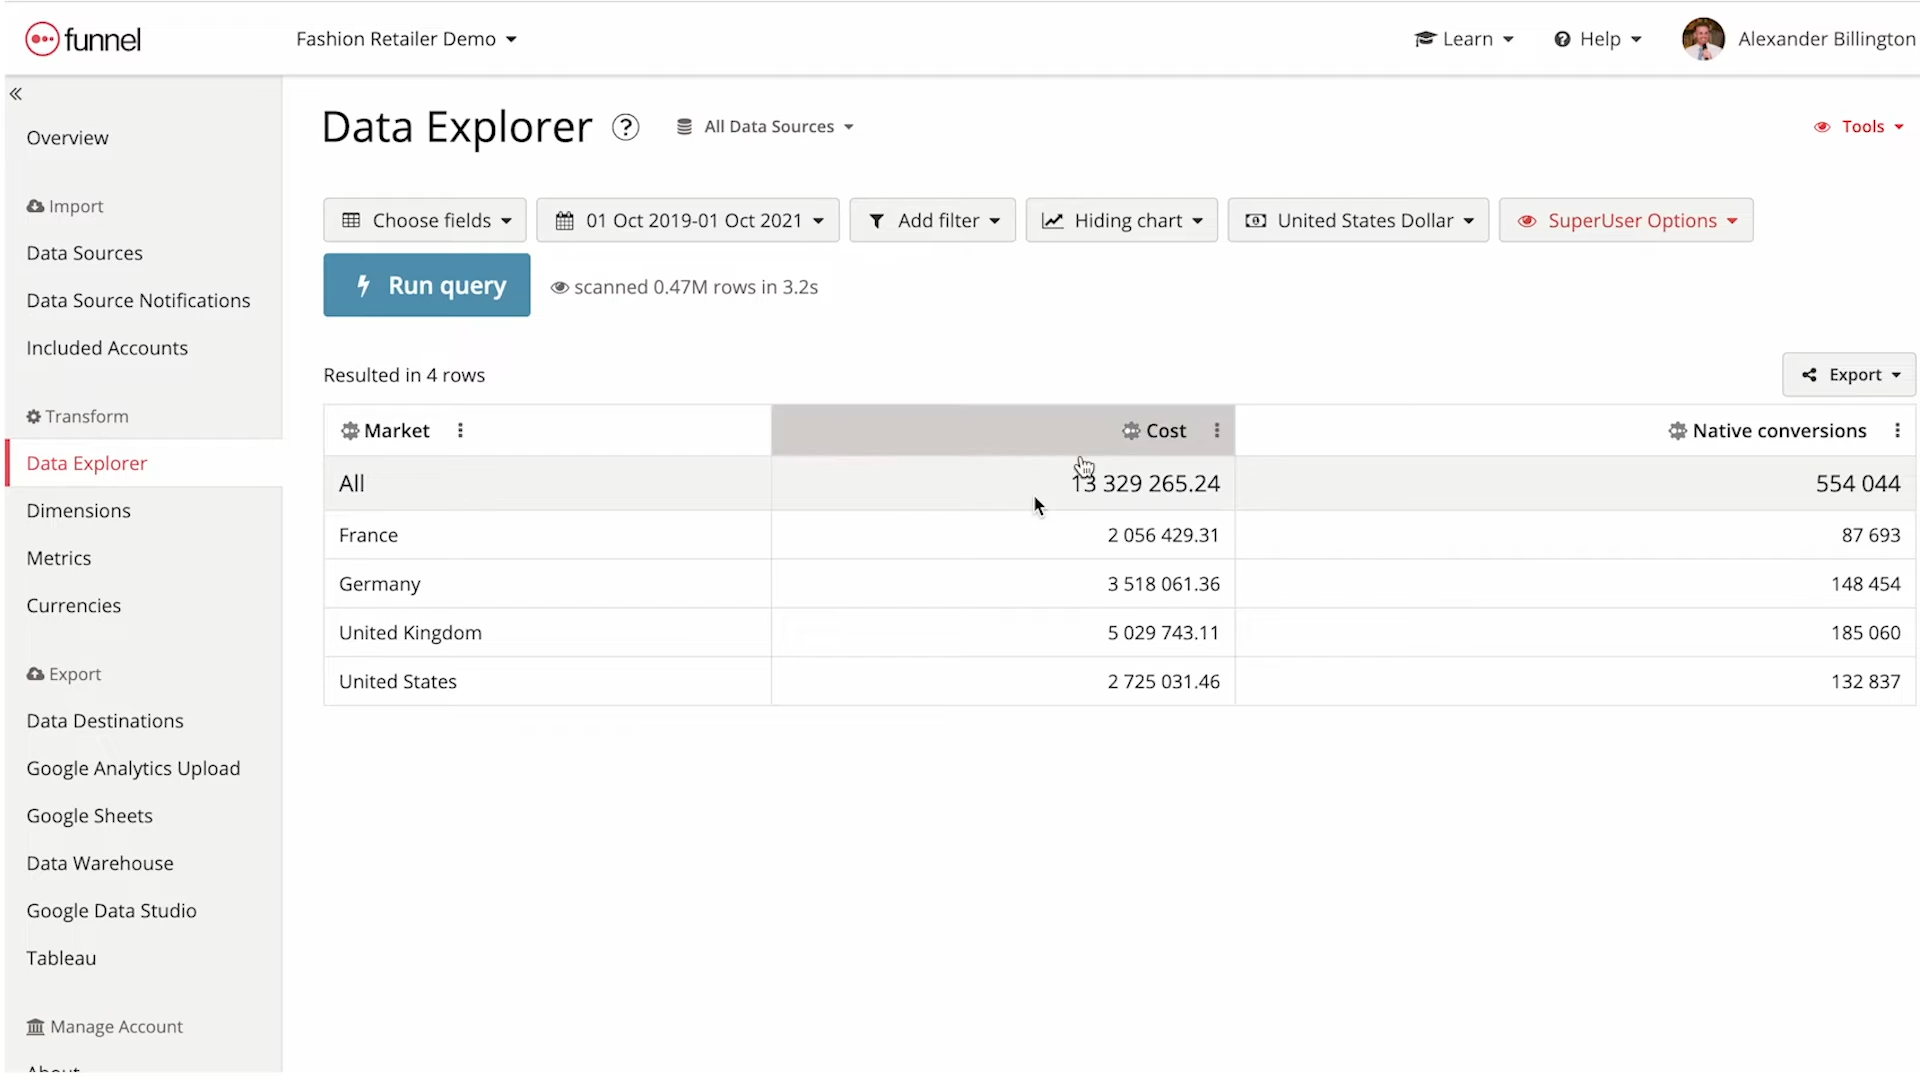 funnel
Fashion Retailer Demo
Learn
Help
Alexander Billington
Overview
Import
Data Sources
Data Source Notifications
Included Accounts
Transform
Data Explorer
Dimensions
Metrics
Currencies
Export
Data Destinations
Google Analytics Upload
Google Sheets
Data Warehouse
Google Data Studio
Tableau
Manage Account
Data Explorer ?
All Data Sources
Tools
Choose fields
01 Oct 2019-01 Oct 2021
Add filter
Hiding chart
United States Dollar
SuperUser Options
Run query
scanned 0.47M rows in 3.2s
Resulted in 4 rows
Export
Market Cost Native conversions
All 13 329 265.24 554 044
France 2 056 429.31 87 693
Germany 3 518 061.36 148 454
United Kingdom 5 029 743.11 185 060
United States 2 725 031.46 132 837